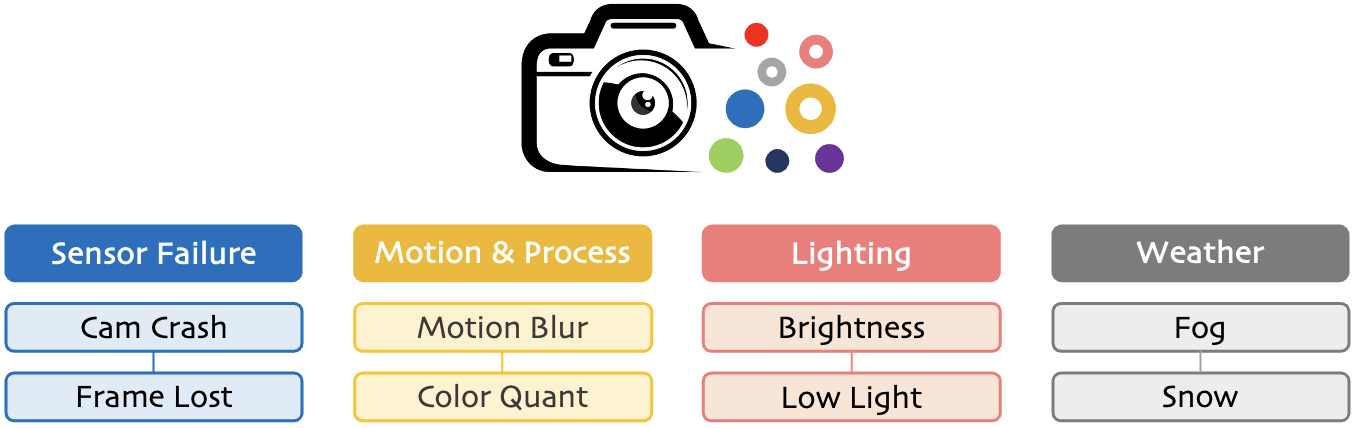 Sensor Failure
Motion & Process
Lighting
Weather
Cam Crash
Motion Blur
Brightness
Fog
Frame Lost
Color Quant
Low Light
Snow